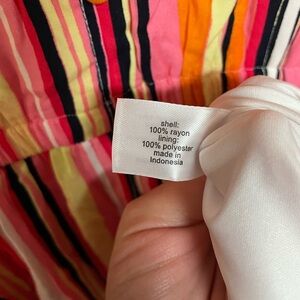 shell:
100% rayon
lining:
100% polyester
made in
Indonesia